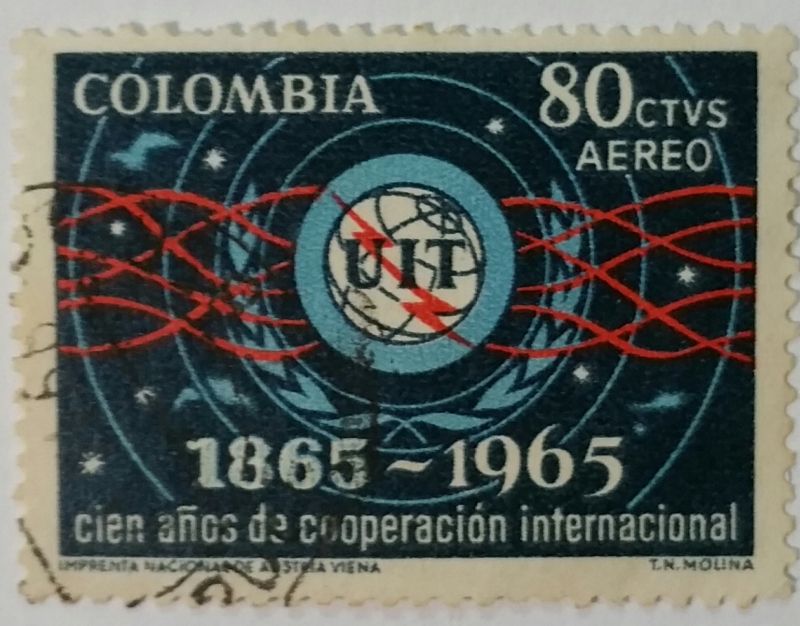 COLOMBIA 80 CTVS
AEREO
UIT
1865 ~ 1965
cien años de cooperación internacional
IMPRENTA NACIONAL DE AUSTRIA VIENA T.N. MOLINA